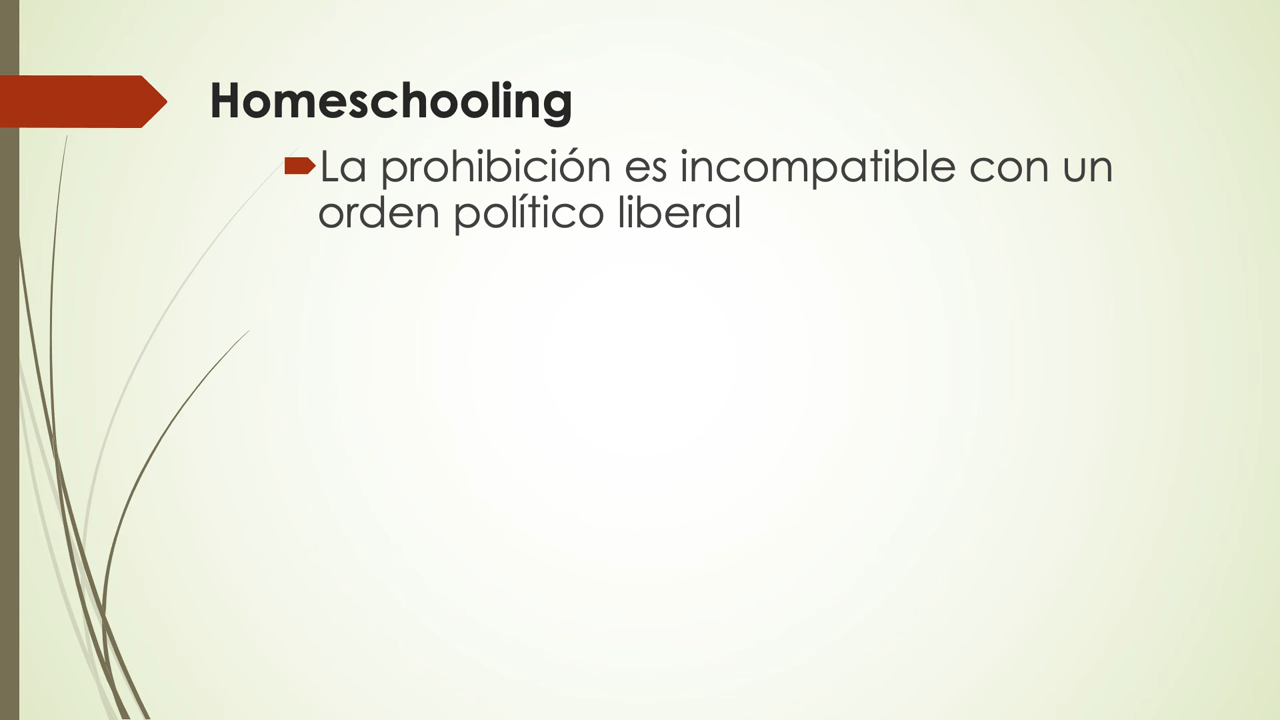 Homeschooling
La prohibición es incompatible con un
orden político liberal